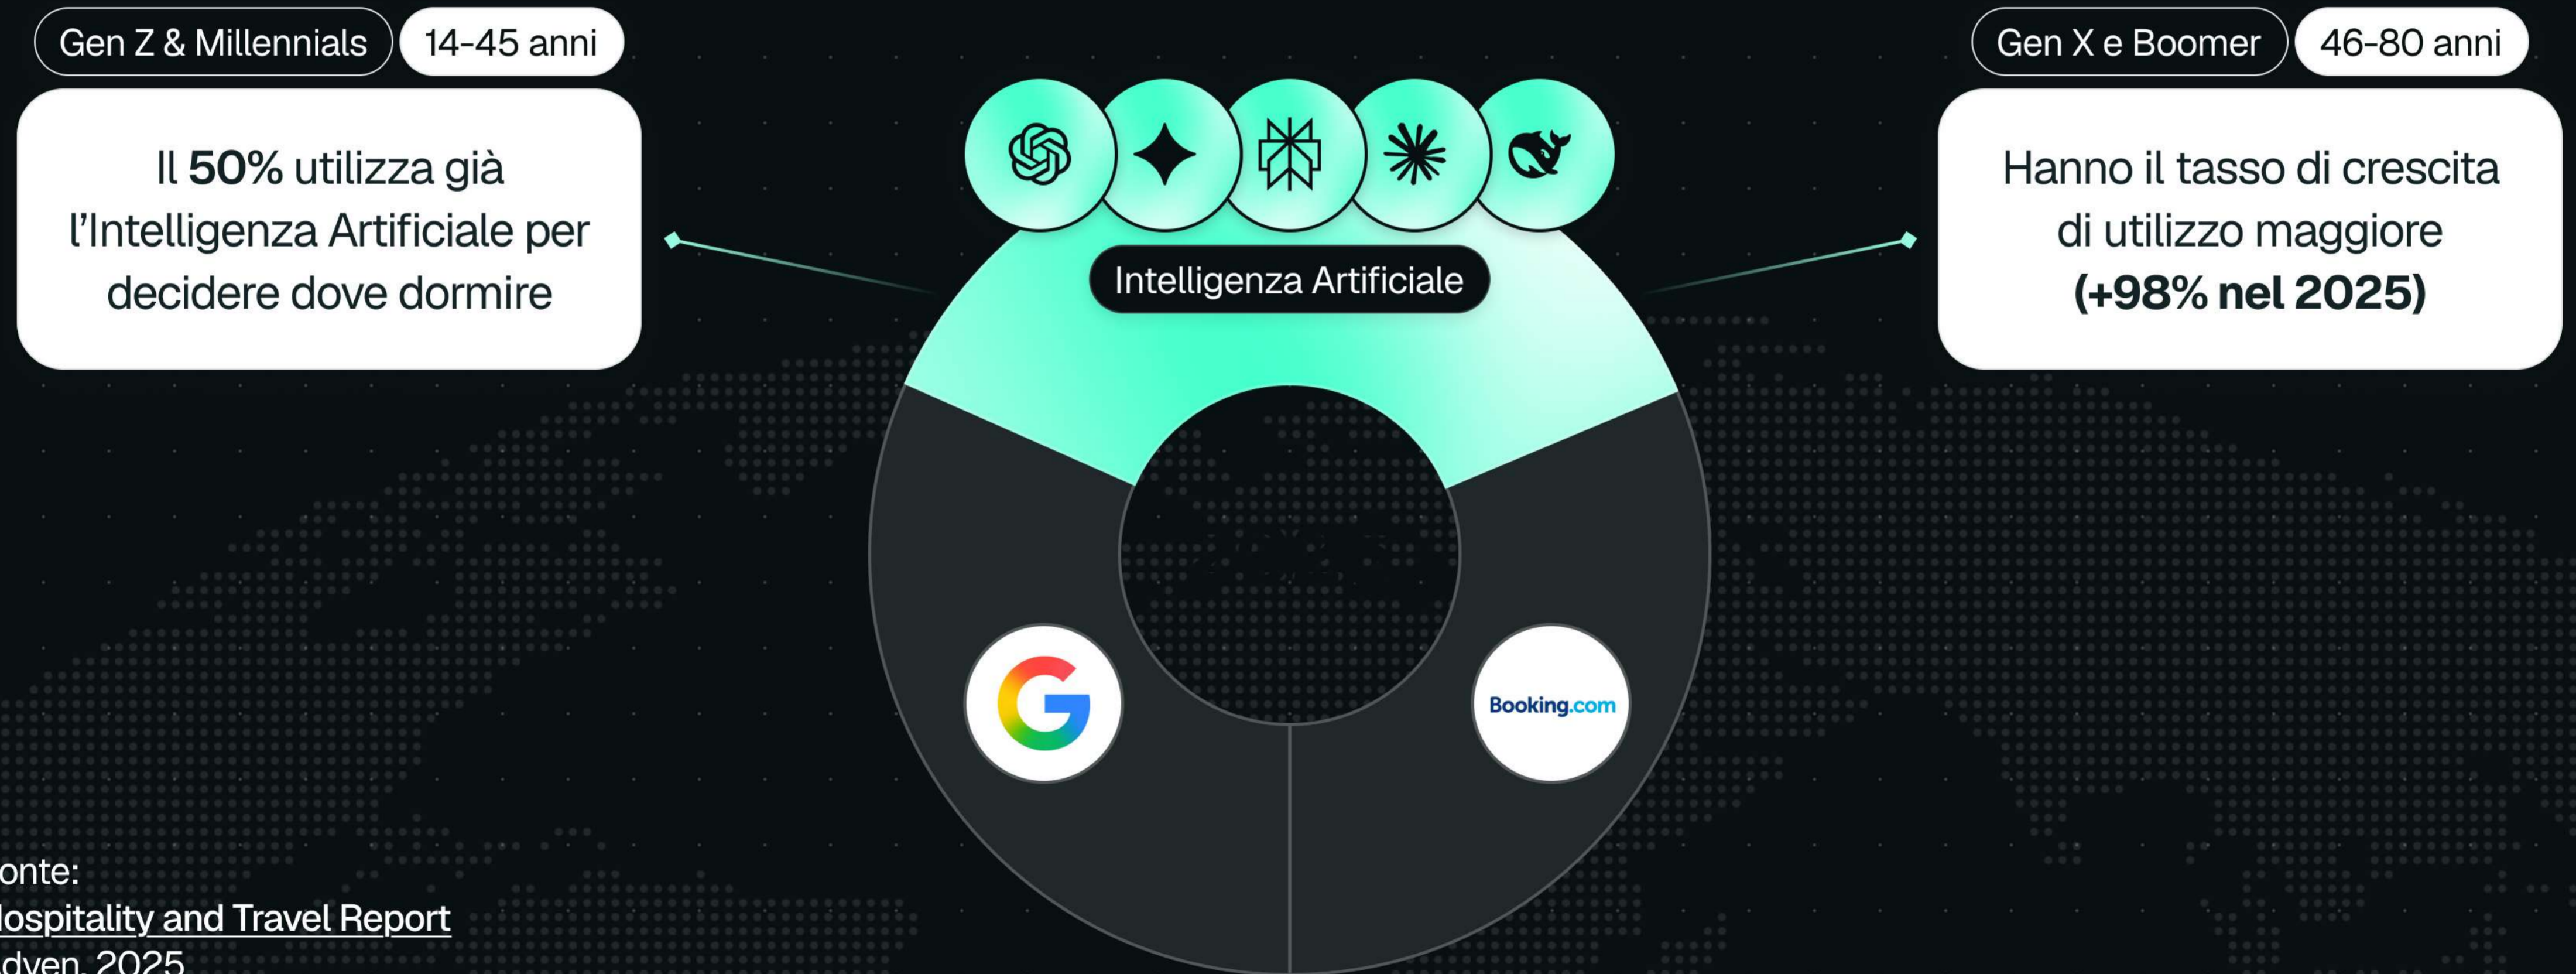 Gen Z & Millennials
14-45 anni
Il 50% utilizza già
l’Intelligenza Artificiale per
decidere dove dormire
Gen X e Boomer
46-80 anni
Hanno il tasso di crescita
di utilizzo maggiore
(+98% nel 2025)
Intelligenza Artificiale
Booking.com
onte:
ospitality and Travel Report
dyen, 2025